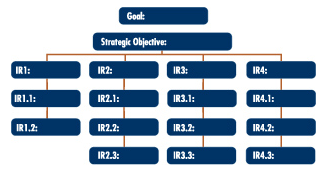 Goal:
Strategic Objective:
IR1: IR2: IR3: IR4:
IR1.1: IR2.1: IR3.1: IR4.1:
IR1.2: IR2.2: IR3.2: IR4.2:
IR2.3: IR3.3: IR4.3: